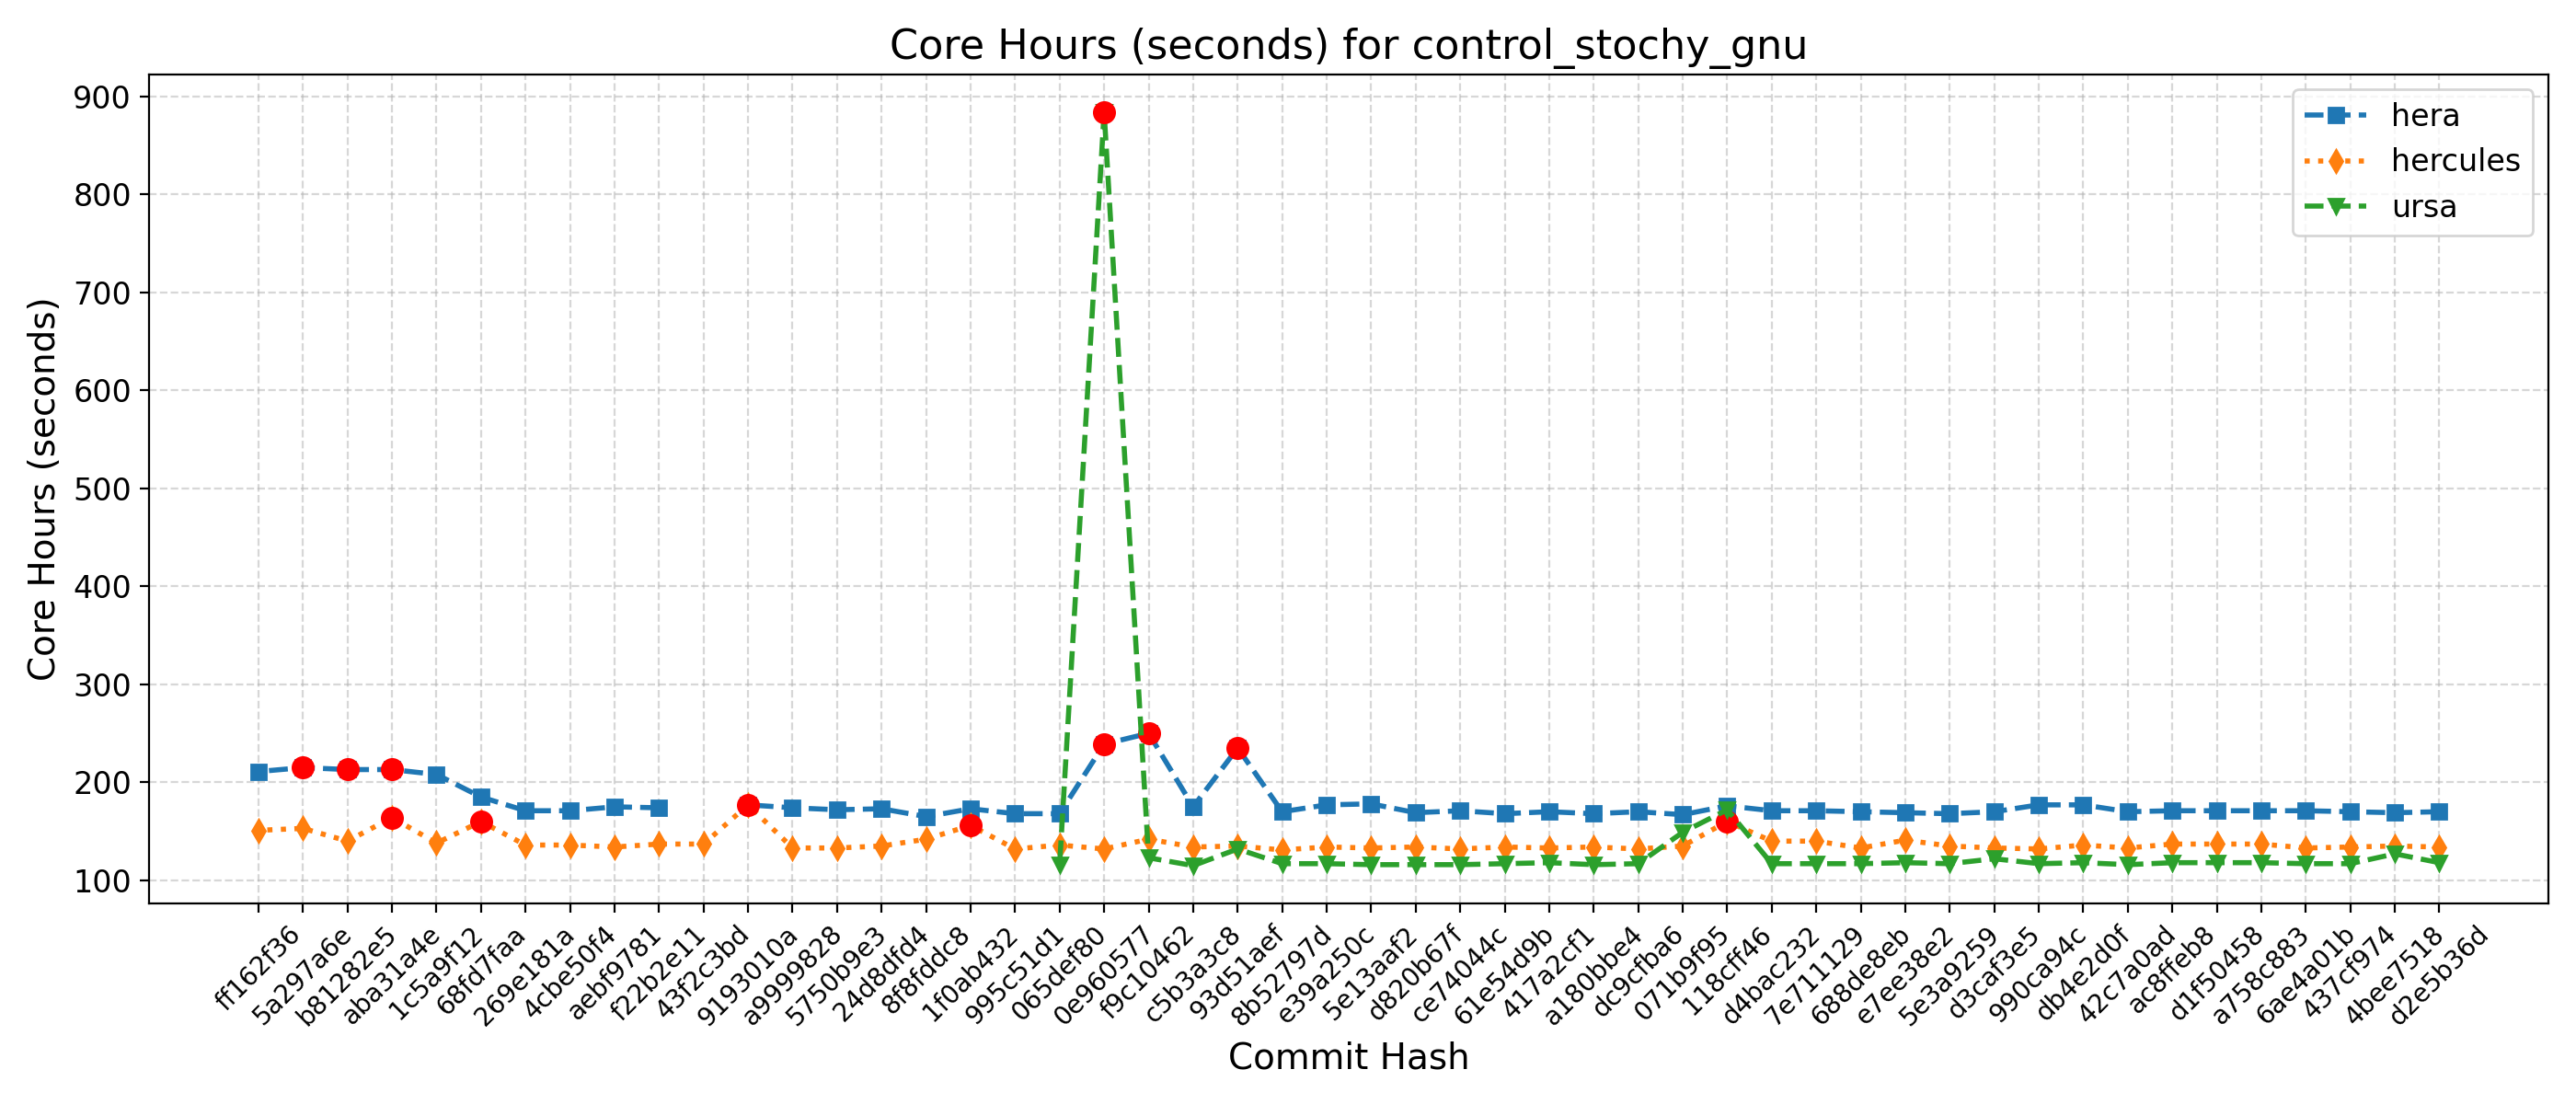 Core Hours (seconds) for control_stochy_gnu
Core Hours (seconds)
900
800
700
600
500
400
300
200
100
hera
hercules
ursa
ff162f36
5a297a6e
b81282e5
aba31a4e
1c5a9f12
68fd7faa
269e181a
4cbe50f4
aebf9781
f22b2e11
43f2c3bd
9193010a
a9999828
5750b9e3
24d8dfd4
8f8fddc8
1f0ab432
995c51d1
065def80
0e960577
f9c10462
c5b3a3c8
93d51aef
8b52797d
e39a250c
5e13aaf2
d820b67f
ce74044c
61e54d9b
417a2cf1
a180bbe4
dc9cfba6
071b9f95
118cff46
d4bac232
7e711129
688de8eb
e7ee38e2
5e3a9259
d3caf3e5
990ca94c
db4e2d0f
42c7a0ad
ac8ffeb8
d1f50458
a758c883
6ae4a01b
437cf974
4bee7518
d2e5b36d
Commit Hash